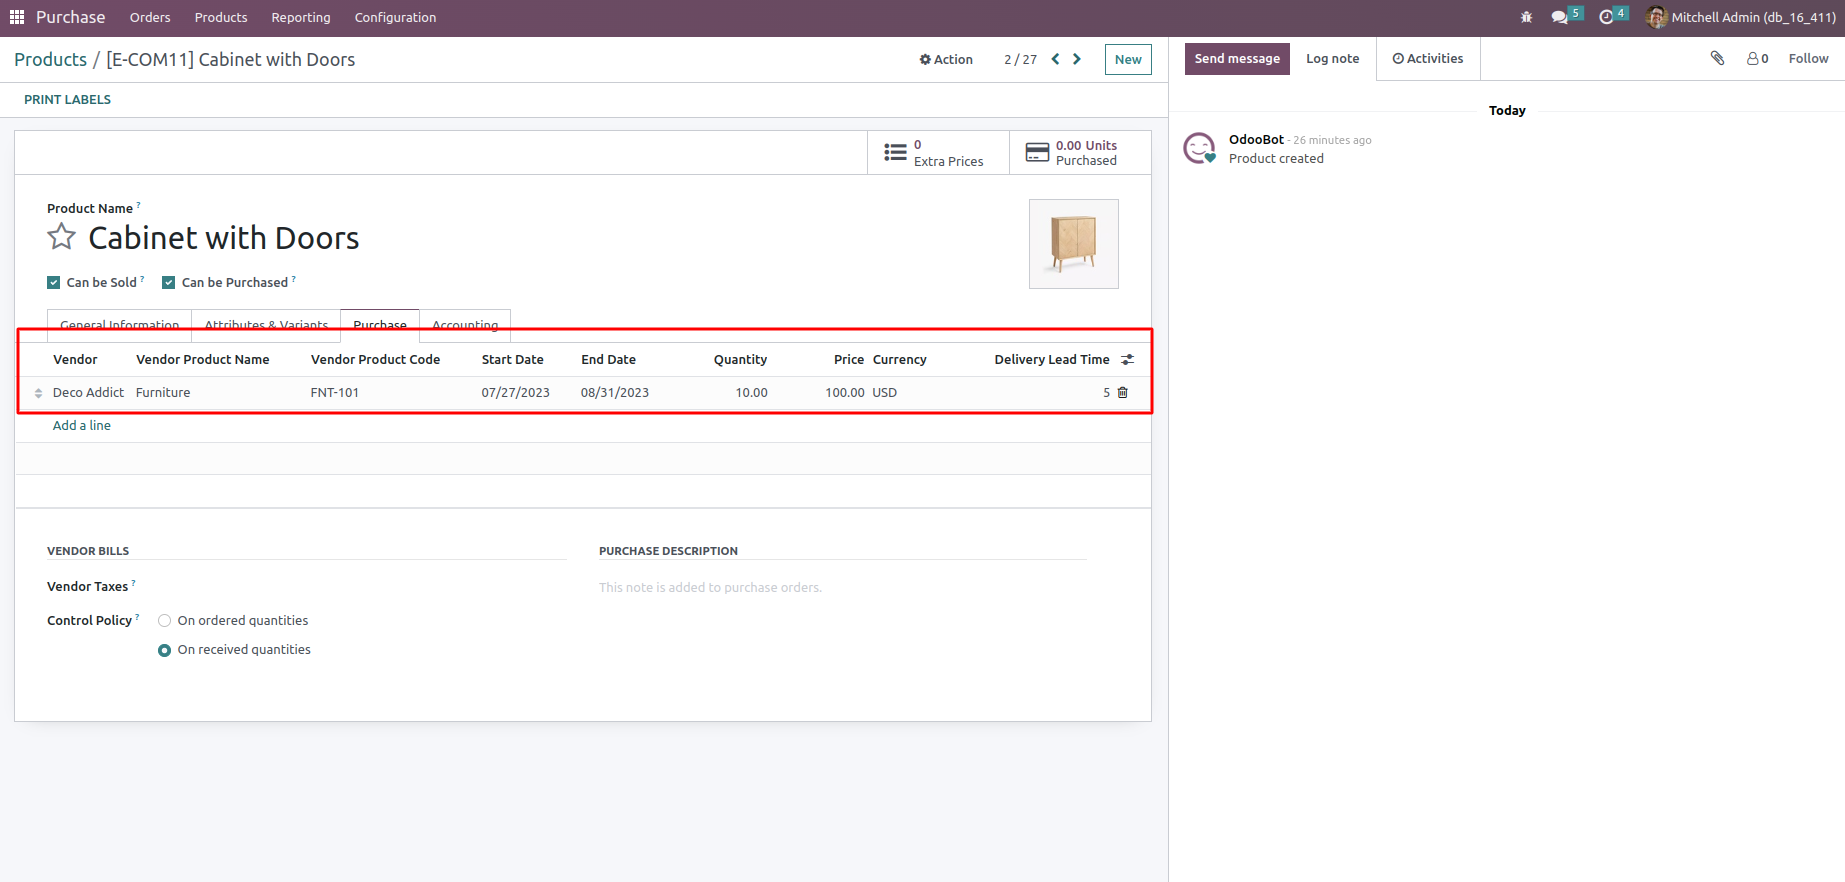 Purchase Orders Products Reporting Configuration 5 4 Mitchell Admin (db_16_411)
Products / [E-COM11] Cabinet with Doors Action 2 / 27 New
Send message Log note Activities 0 Follow
PRINT LABELS
0
Extra Prices
0.00 Units
Purchased
Product Name ?
Cabinet with Doors
Can be Sold ? Can be Purchased ?
General Information Attributes & Variants Purchase Accounting
Vendor Vendor Product Name Vendor Product Code Start Date End Date Quantity Price Currency Delivery Lead Time
Deco Addict Furniture FNT-101 07/27/2023 08/31/2023 10.00 100.00 USD 5
Add a line
VENDOR BILLS
Vendor Taxes ?
Control Policy ? On ordered quantities
On received quantities
PURCHASE DESCRIPTION
This note is added to purchase orders.
Today
OdooBot - 26 minutes ago
Product created